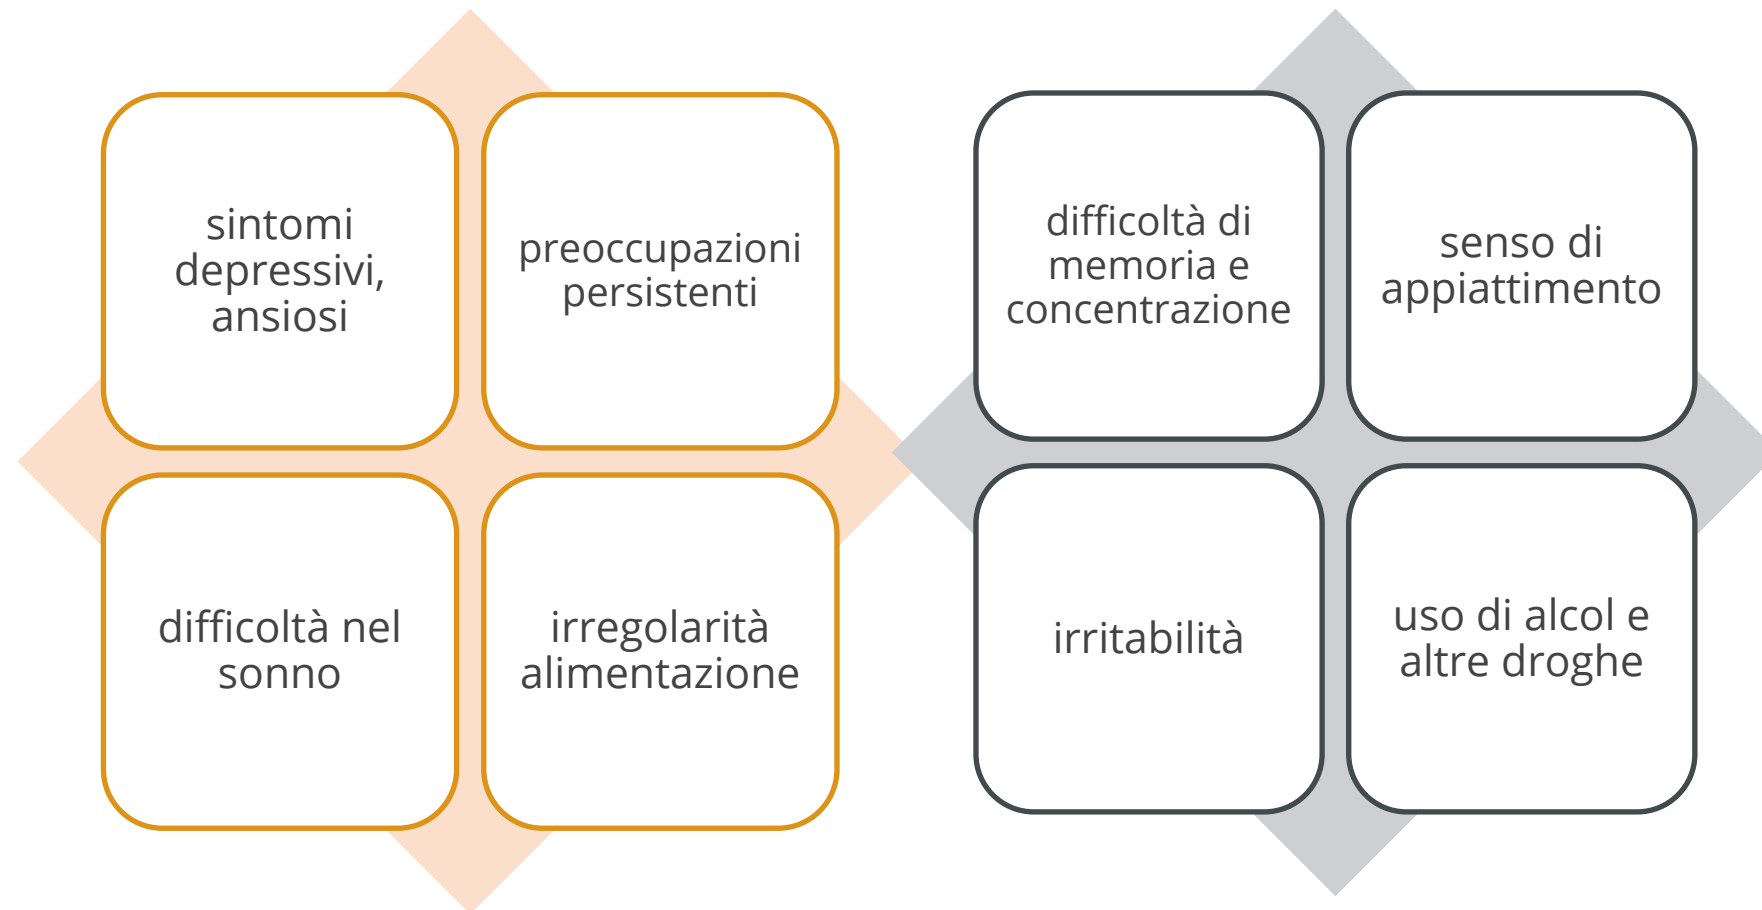 sintomi
depressivi,
ansiosi
preoccupazioni
persistenti
difficoltà nel
sonno
irregolarità
alimentazione
difficoltà di
memoria e
concentrazione
senso di
appiattimento
irritabilità
uso di alcol e
altre droghe